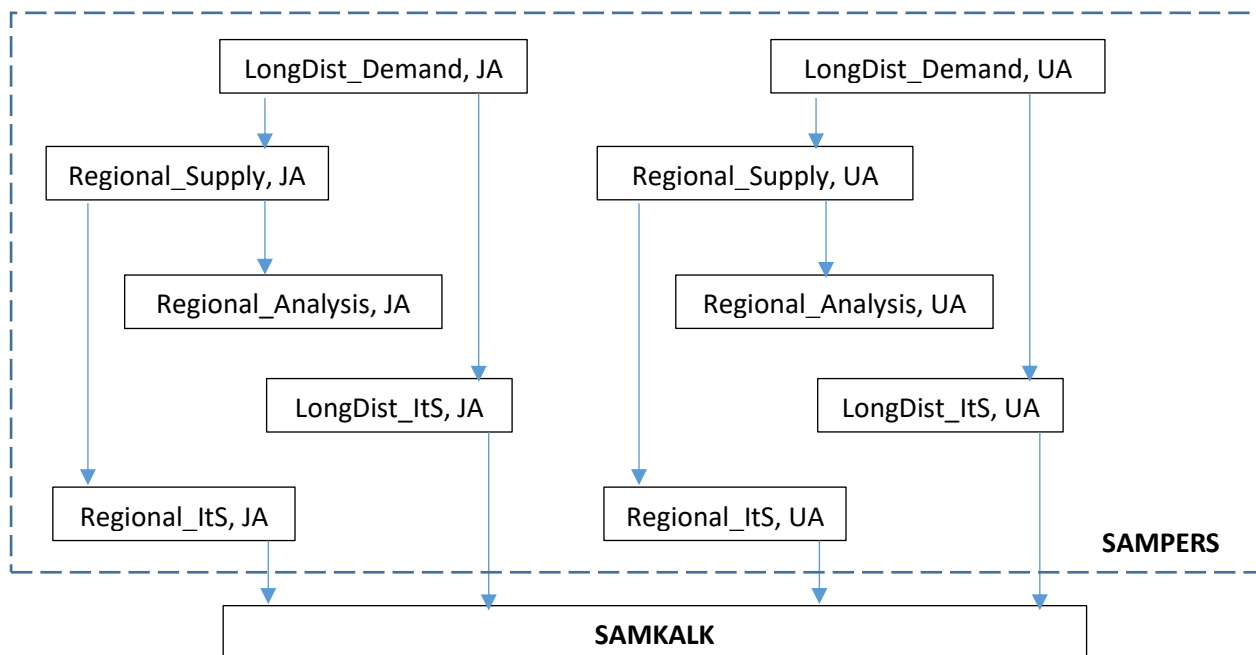 LongDist_Demand, JA
LongDist_Demand, UA
Regional_Supply, JA
Regional_Supply, UA
Regional_Analysis, JA
Regional_Analysis, UA
LongDist_ItS, JA
LongDist_ItS, UA
Regional_ItS, JA
Regional_ItS, UA
SAMPERS
SAMKALK